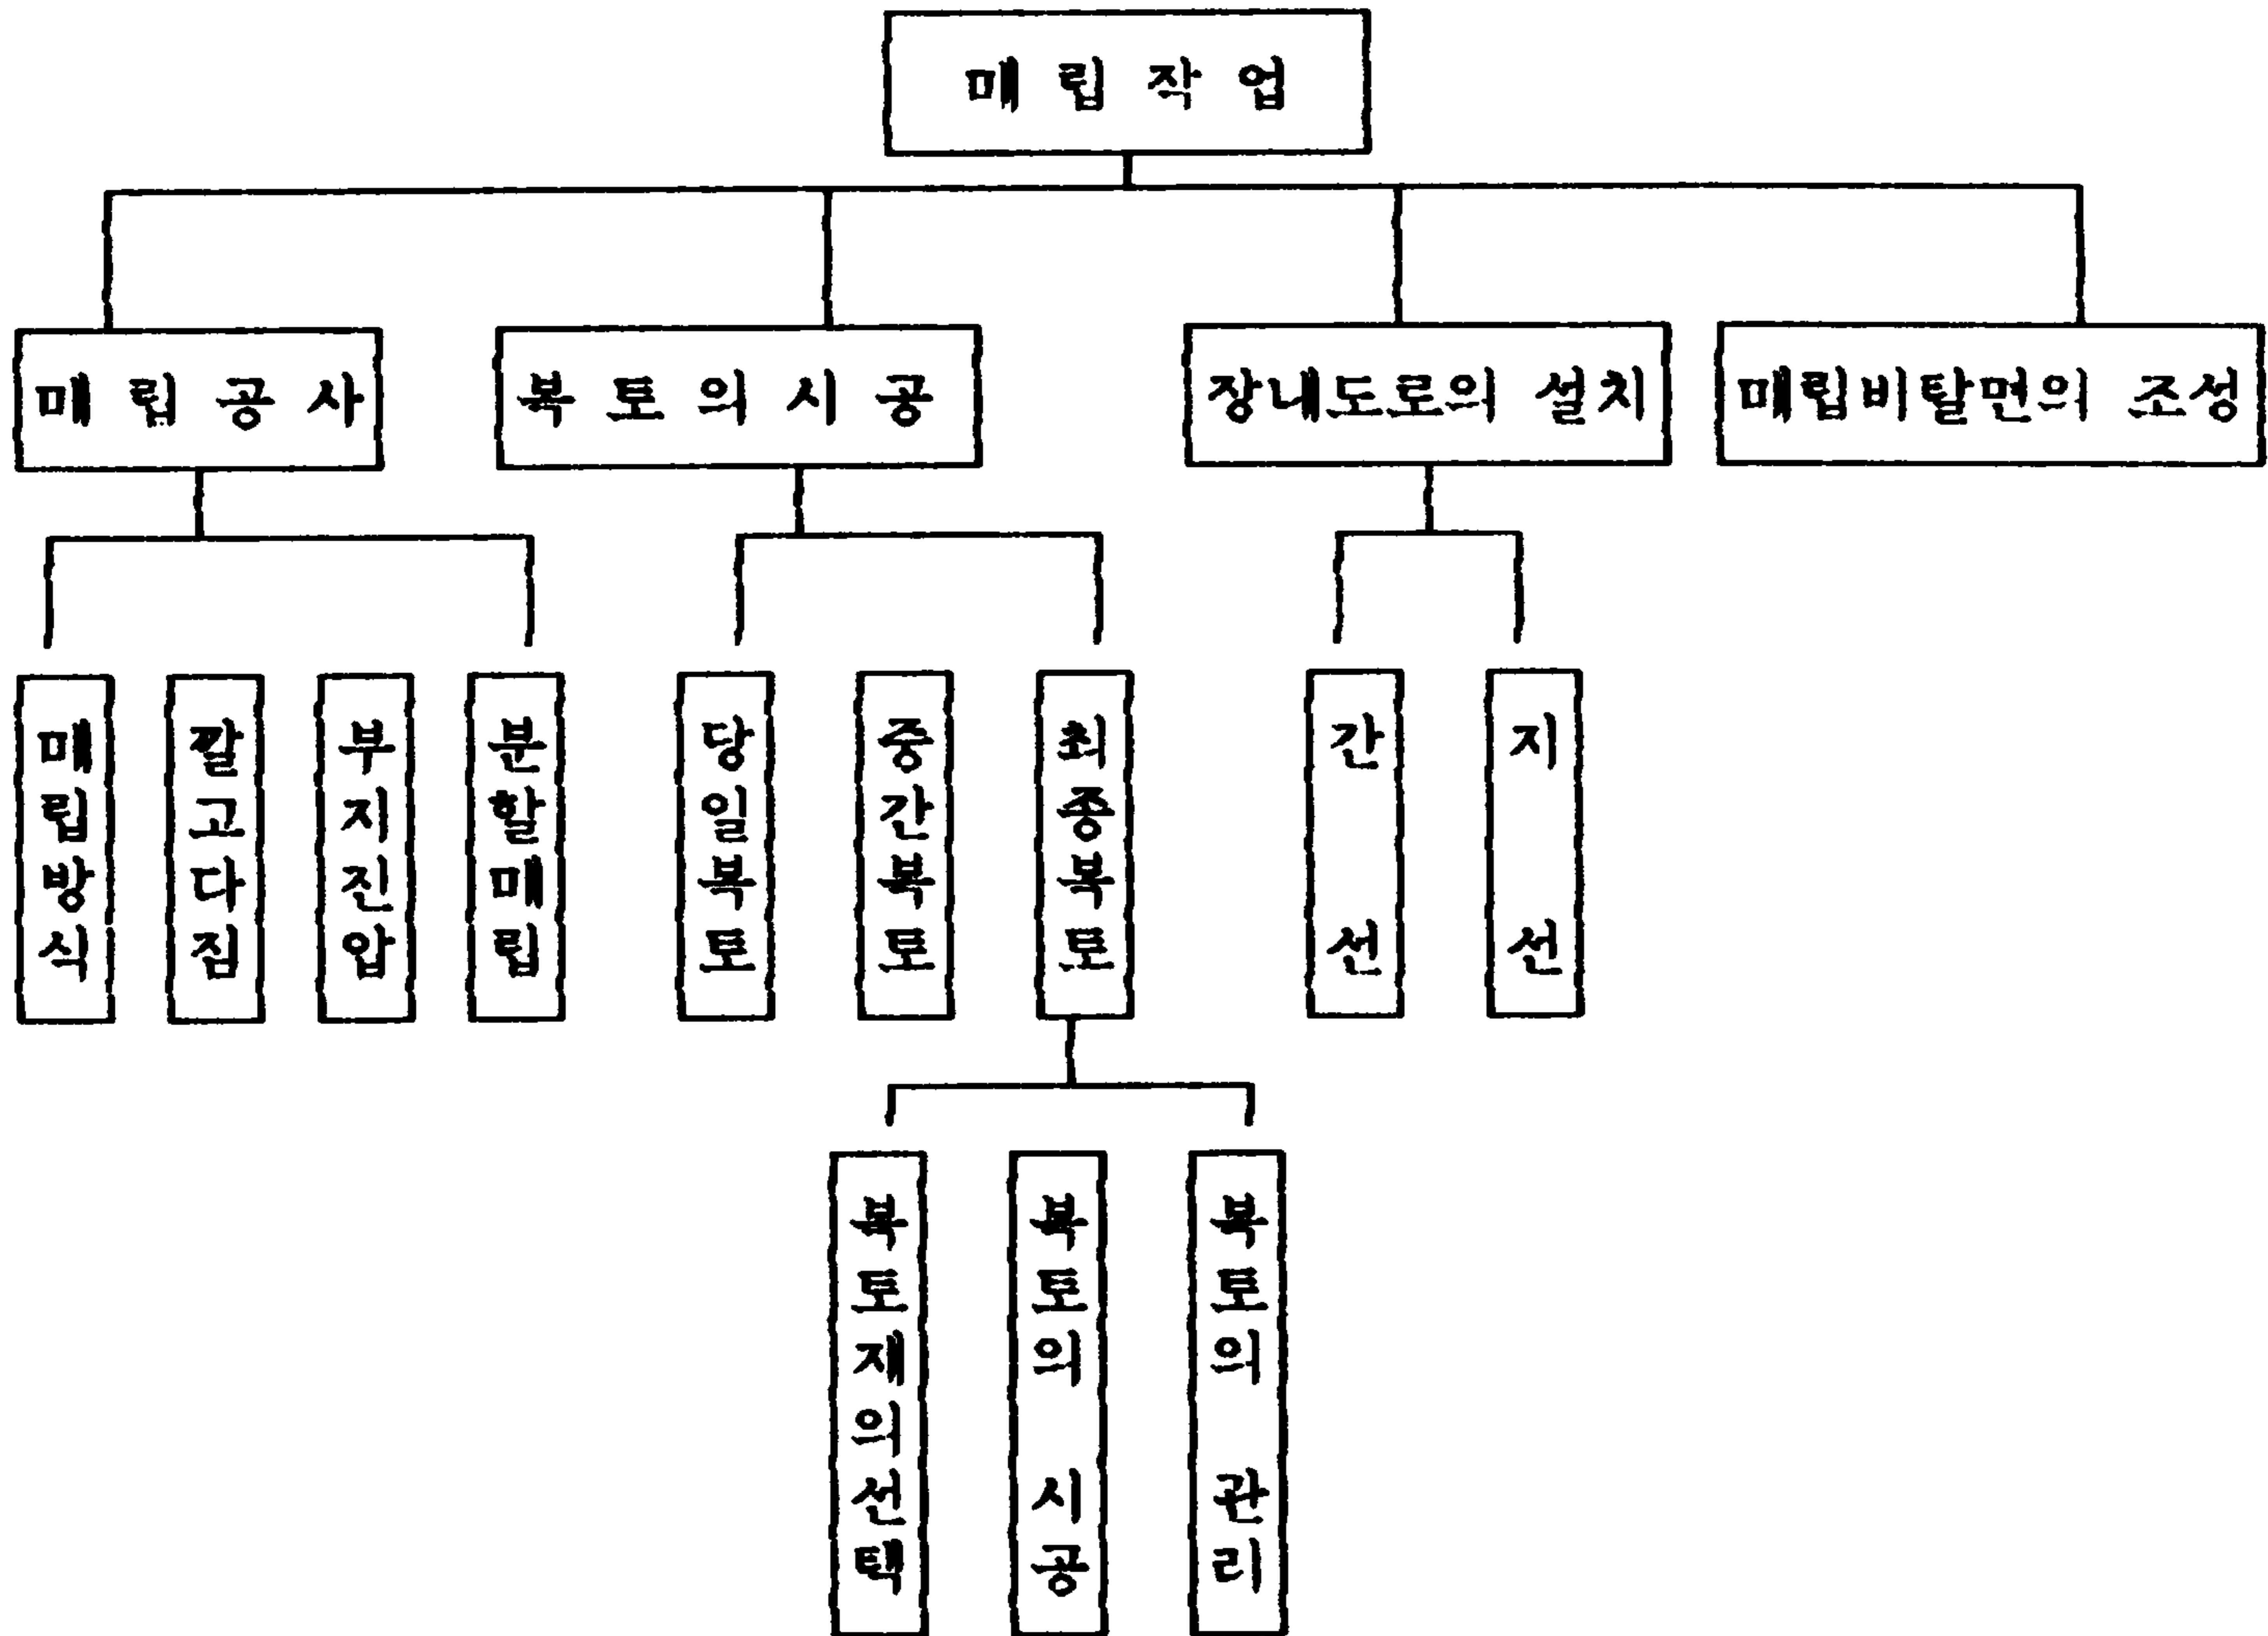 매 립 작 업
매 립 공 사
복 토 의 시 공
장내도로의 설치
매립비탈면의 조성
매립방식
깔고다짐
부지진압
분할매립
당일복토
중간복토
최종복토
간 선
지 선
복토재의선택
복토의 시공
복토의 관리